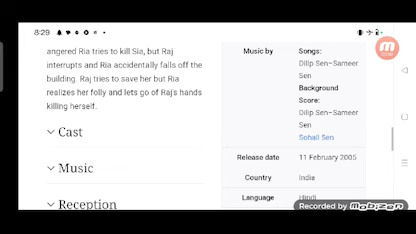 8:29
angered Ria tries to kill Sia, but Raj
interrupts and Ria accidentally falls off the
building. Raj tries to save her but Ria
realizes her folly and lets go of Raj's hands
killing herself.
Cast
Music
Reception
Music by
Songs:
Dilip Sen–Sameer
Sen
Background
Score:
Dilip Sen–Sameer
Sen
Sohail Sen
Release date
11 February 2005
Country
India
Language
Hindi
Recorded by Mobizen